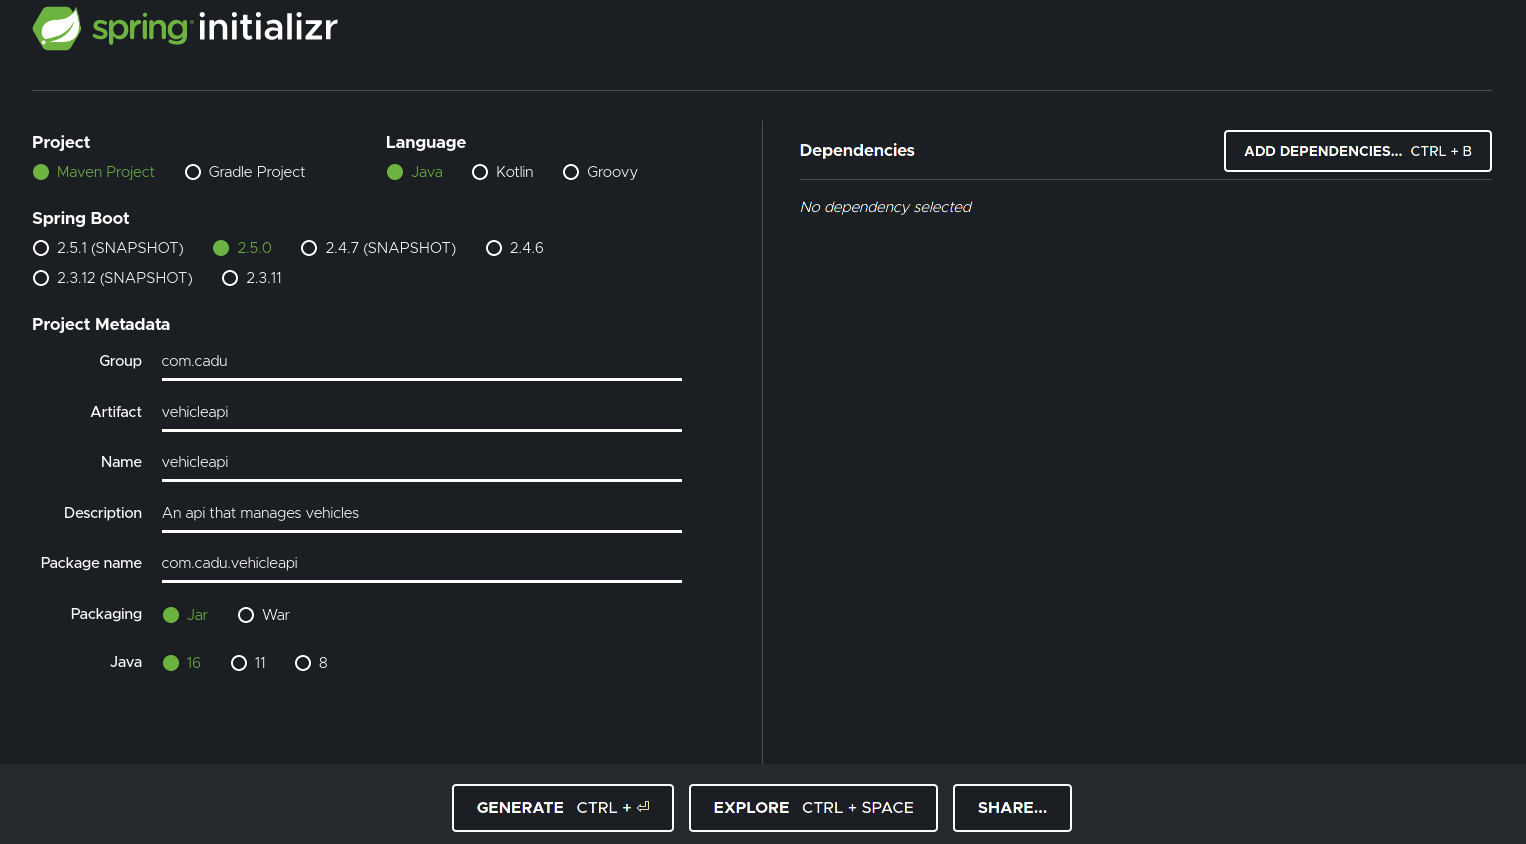 spring initializr
Project
Maven Project Gradle Project
Language
Java Kotlin Groovy
Spring Boot
2.5.1 (SNAPSHOT) 2.5.0 2.4.7 (SNAPSHOT) 2.4.6
2.3.12 (SNAPSHOT) 2.3.11
Project Metadata
Group com.cadu
Artifact vehicleapi
Name vehicleapi
Description An api that manages vehicles
Package name com.cadu.vehicleapi
Packaging Jar War
Java 16 11 8
Dependencies ADD DEPENDENCIES... CTRL + B
No dependency selected
GENERATE CTRL + ⏎ EXPLORE CTRL + SPACE SHARE...